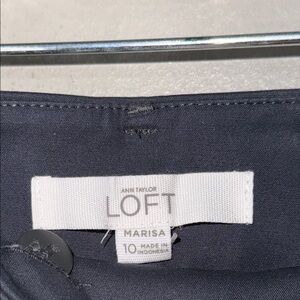 ANN TAYLOR
LOFT
MARISA
10 MADE IN
INDONESIA